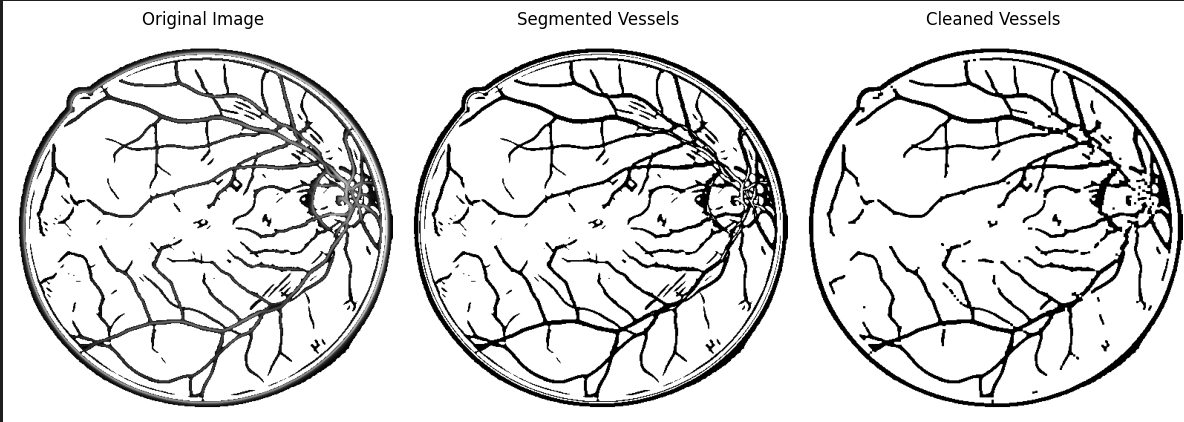 Original Image
Segmented Vessels
Cleaned Vessels